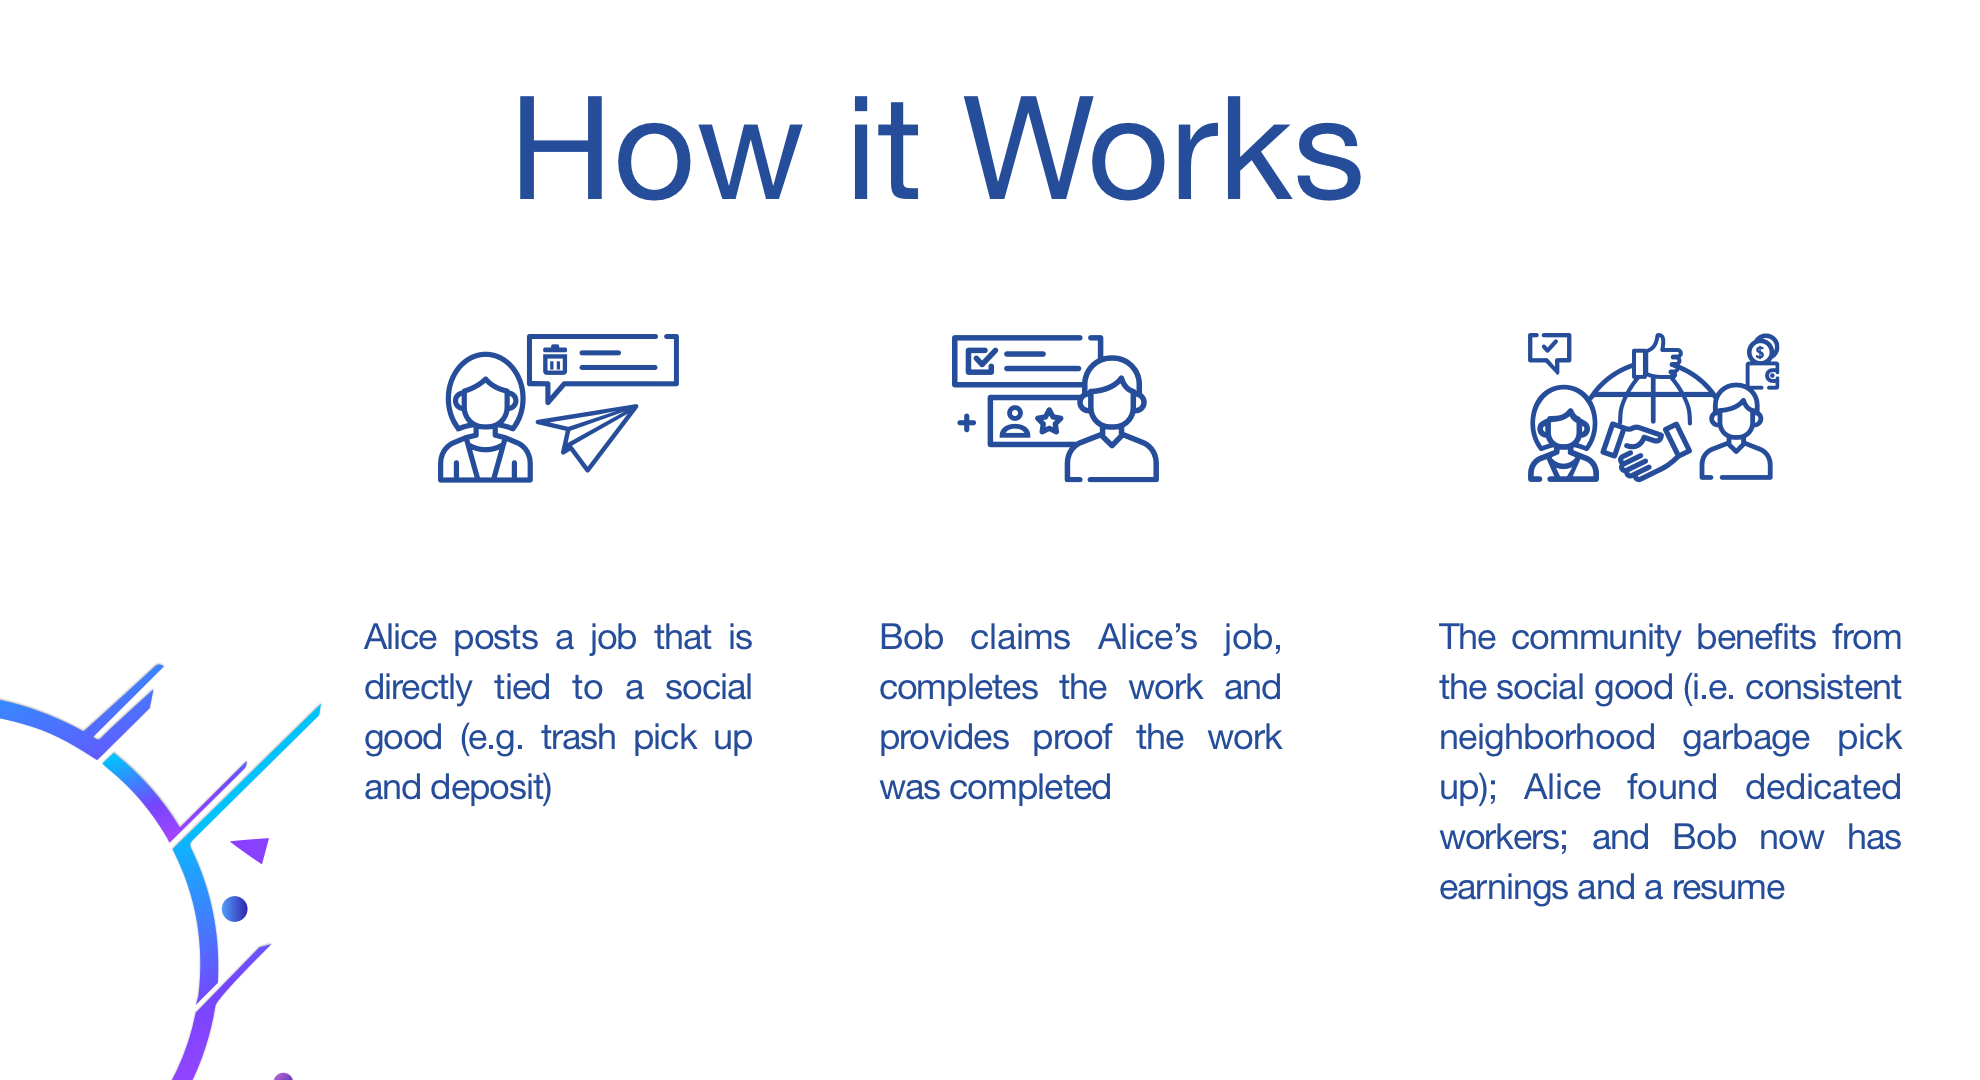 How it Works
Alice posts a job that is
directly tied to a social
good (e.g. trash pick up
and deposit)
Bob claims Alice’s job,
completes the work and
provides proof the work
was completed
The community benefits from
the social good (i.e. consistent
neighborhood garbage pick
up); Alice found dedicated
workers; and Bob now has
earnings and a resume